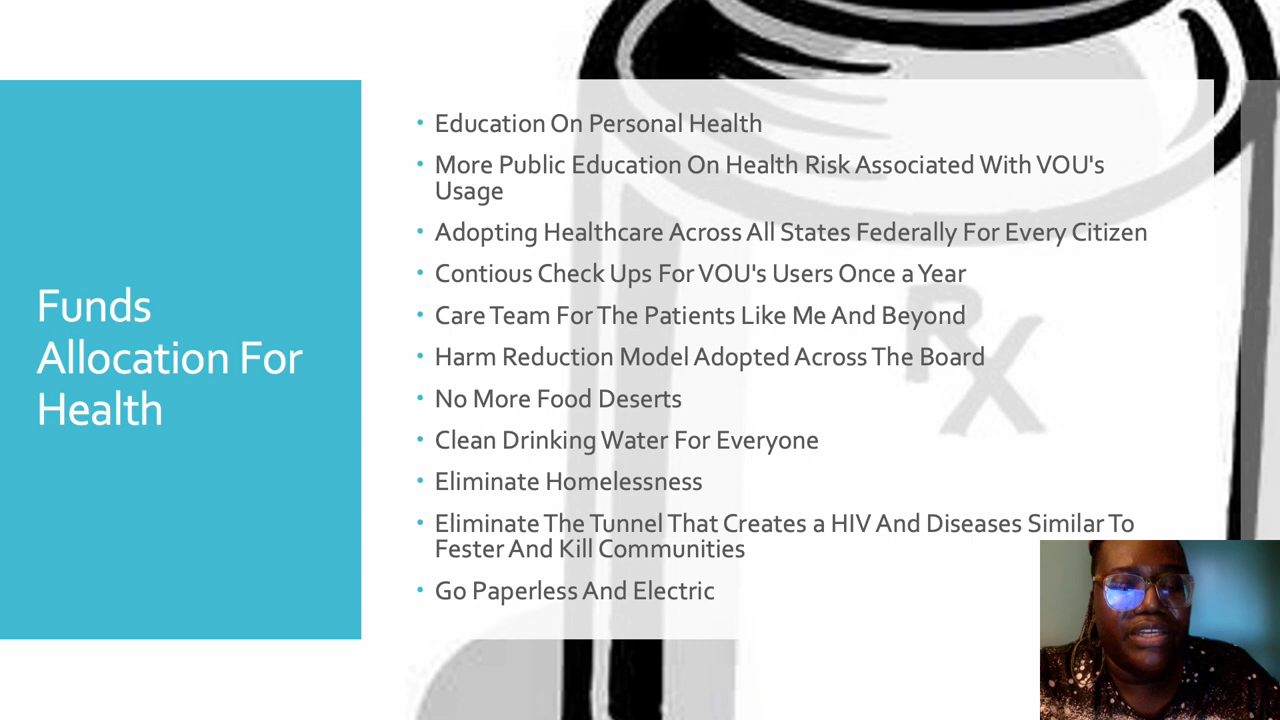 Funds
Allocation For
Health
• Education On Personal Health
• More Public Education On Health Risk Associated With VOU's
Usage
• Adopting Healthcare Across All States Federally For Every Citizen
• Contious Check Ups For VOU's Users Once a Year
• Care Team For The Patients Like Me And Beyond
• Harm Reduction Model Adopted Across The Board
• No More Food Deserts
• Clean Drinking Water For Everyone
• Eliminate Homelessness
• Eliminate The Tunnel That Creates a HIV And Diseases Similar To
Fester And Kill Communities
• Go Paperless And Electric
RX